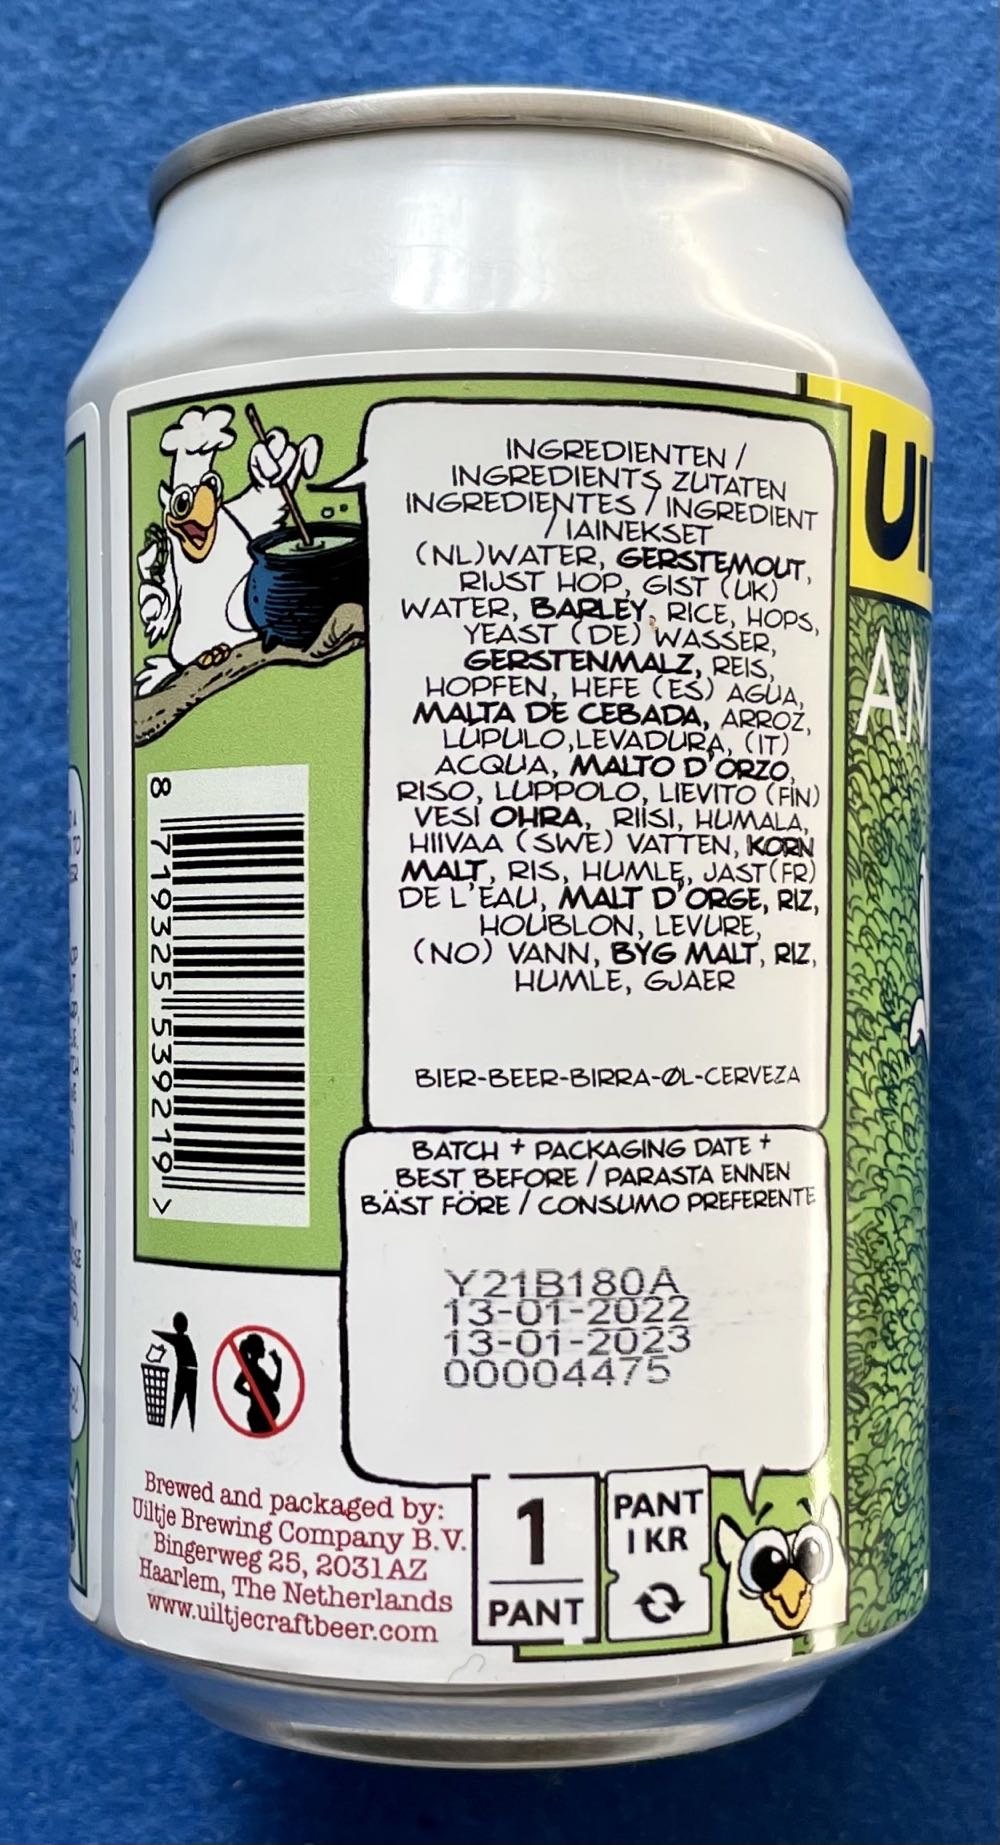 INGREDIENTEN /
INGREDIENTS ZUTATEN
INGREDIENTES / INGREDIENT
/ IAINEKSET
(NL)WATER, GERSTEMOUT,
RIJST HOP, GIST (UK)
WATER, BARLEY, RICE, HOPS,
YEAST (DE) WASSER,
GERSTENMALZ, REIS,
HOPFEN, HEFE (ES) AGUA,
MALTA DE CEBADA, ARROZ,
LÚPULO,LEVADURA, (IT)
ACQUA, MALTO D'ORZO,
RISO, LUPPOLO, LIEVITO (FIN)
VESI OHRA, RIISI, HUMALA,
HIIVAA (SWE) VATTEN, KORN
MALT, RIS, HUMLE, JAST(FR)
DE L'EAU, MALT D'ORGE, RIZ,
HOUBLON, LEVURE,
(NO) VANN, BYG MALT, RIZ,
HUMLE, GJAER
BIER-BEER-BIRRA-ØL-CERVEZA
BATCH + PACKAGING DATE +
BEST BEFORE / PARASTA ENNEN
BÄST FÖRE / CONSUMO PREFERENTE
Y21B180A
13-01-2022
13-01-2023
00004475
8 719325 539219 >
Brewed and packaged by:
Uiltje Brewing Company B.V.
Bingerweg 25, 2031AZ
Haarlem, The Netherlands
www.uiltjecraftbeer.com
1
PANT
PANT
1 KR
UI
AM